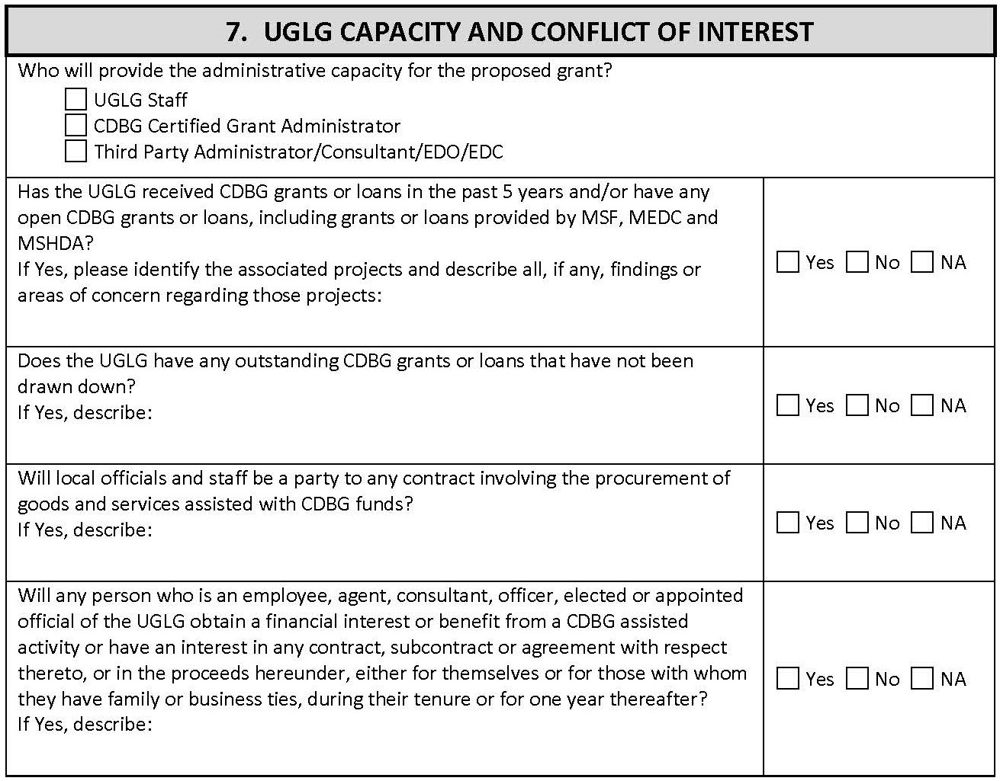 7. UGLG CAPACITY AND CONFLICT OF INTEREST
Who will provide the administrative capacity for the proposed grant?
UGLG Staff
CDBG Certified Grant Administrator
Third Party Administrator/Consultant/EDO/EDC
Has the UGLG received CDBG grants or loans in the past 5 years and/or have any
open CDBG grants or loans, including grants or loans provided by MSF, MEDC and
MSHDA?
If Yes, please identify the associated projects and describe all, if any, findings or
areas of concern regarding those projects:
Yes No NA
Does the UGLG have any outstanding CDBG grants or loans that have not been
drawn down?
If Yes, describe:
Yes No NA
Will local officials and staff be a party to any contract involving the procurement of
goods and services assisted with CDBG funds?
If Yes, describe:
Yes No NA
Will any person who is an employee, agent, consultant, officer, elected or appointed
official of the UGLG obtain a financial interest or benefit from a CDBG assisted
activity or have an interest in any contract, subcontract or agreement with respect
thereto, or in the proceeds hereunder, either for themselves or for those with whom
they have family or business ties, during their tenure or for one year thereafter?
If Yes, describe:
Yes No NA